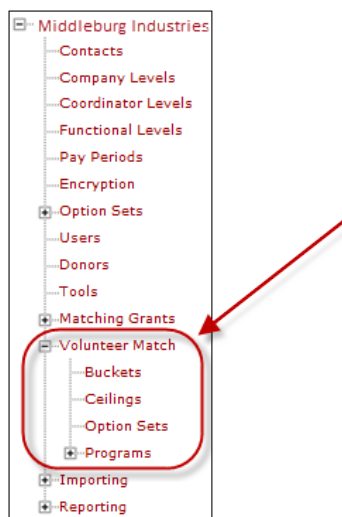 Middleburg Industries
Contacts
Company Levels
Coordinator Levels
Functional Levels
Pay Periods
Encryption
Option Sets
Users
Donors
Tools
Matching Grants
Volunteer Match
Buckets
Ceilings
Option Sets
Programs
Importing
Reporting